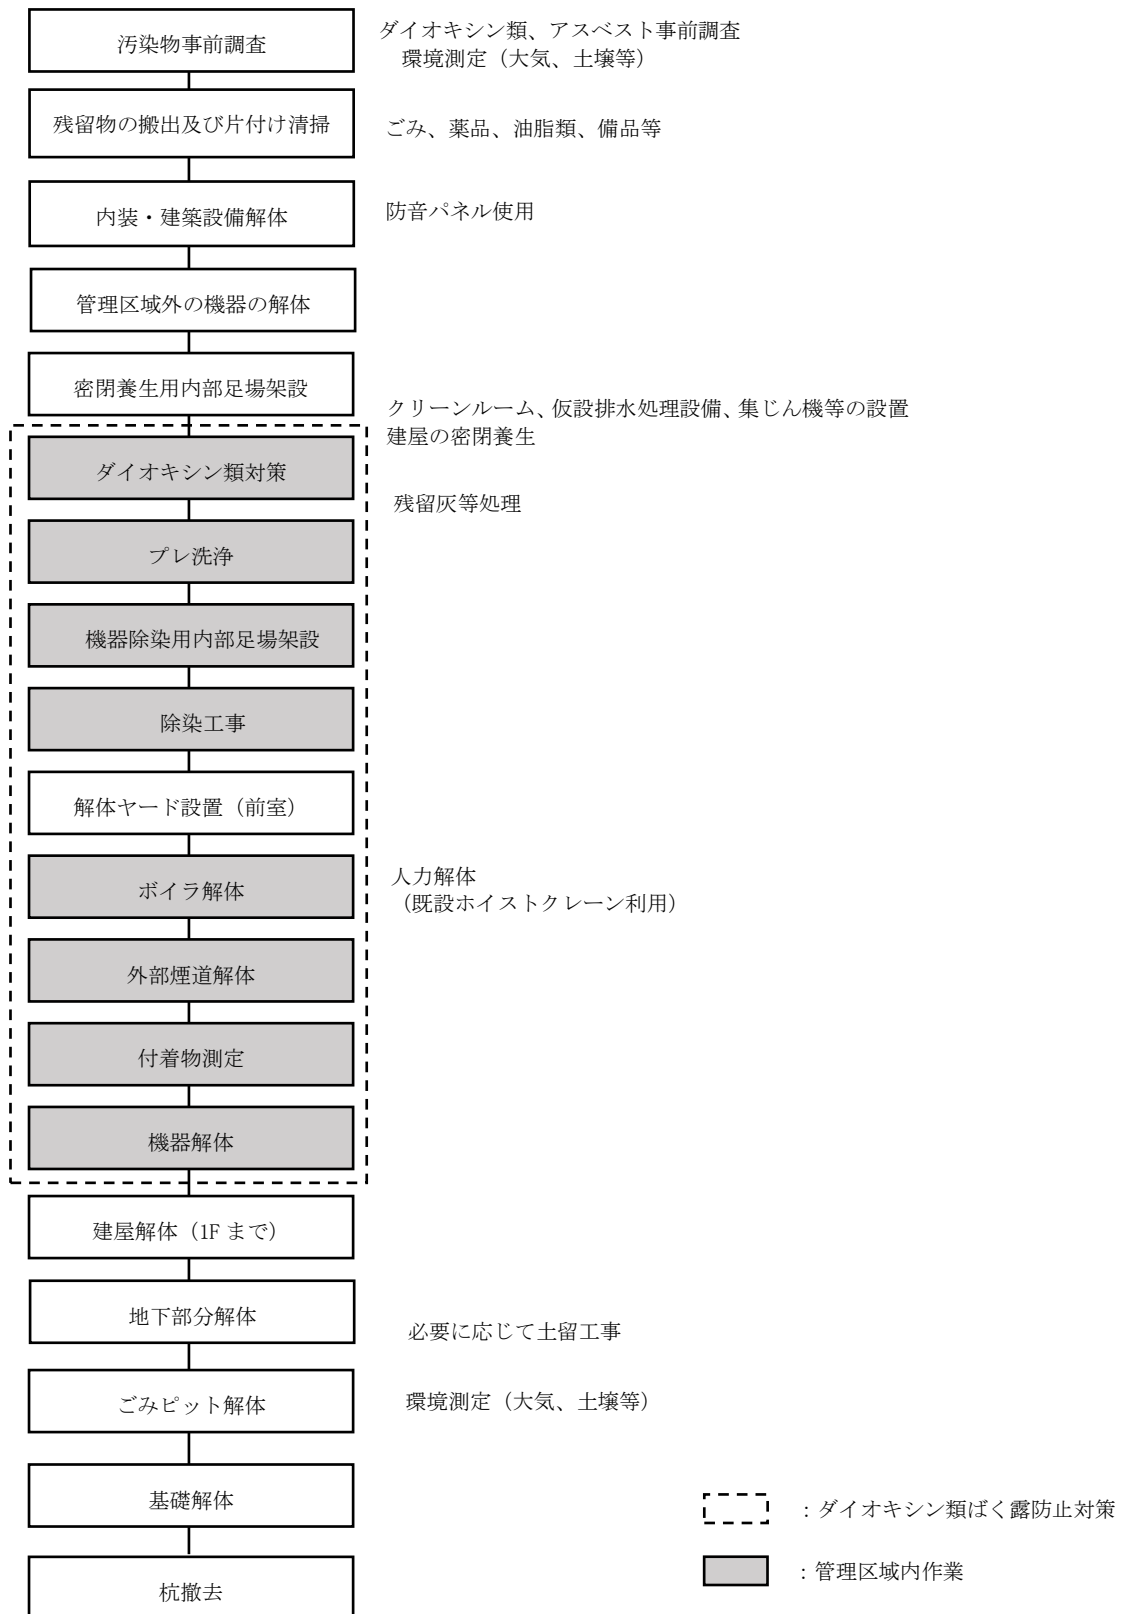 汚染物事前調査
ダイオキシン類、アスベスト事前調査
環境測定（大気、土壌等）
残留物の搬出及び片付け清掃
ごみ、薬品、油脂類、備品等
内装・建築設備解体
防音パネル使用
管理区域外の機器の解体
密閉養生用内部足場架設
クリーンルーム、仮設排水処理設備、集じん機等の設置
建屋の密閉養生
ダイオキシン類対策
残留灰等処理
プレ洗浄
機器除染用内部足場架設
除染工事
解体ヤード設置（前室）
ボイラ解体
人力解体
（既設ホイストクレーン利用）
外部煙道解体
付着物測定
機器解体
建屋解体（1F まで）
地下部分解体
必要に応じて土留工事
ごみピット解体
環境測定（大気、土壌等）
基礎解体
：ダイオキシン類ばく露防止対策
：管理区域内作業
杭撤去